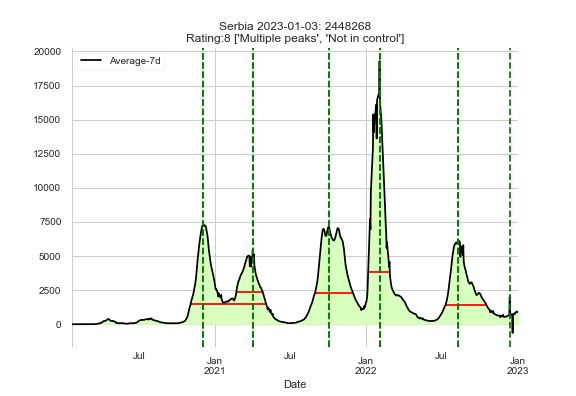 Serbia 2023-01-03: 2448268
Rating:8 ['Multiple peaks', 'Not in control']
20000
Average-7d
17500
15000
12500
10000
7500
5000
2500
0
Jul
Jan
2021
Jul
Jan
2022
Jul
Jan
2023
Date